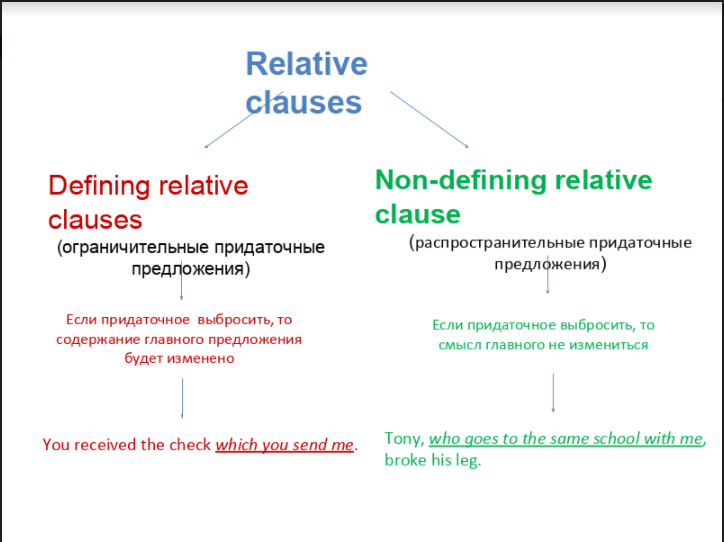 Relative
clauses
Defining relative
clauses
(ограничительные придаточные
предложения)
Если придаточное выбросить, то
содержание главного предложения
будет изменено
You received the check which you send me.
Non-defining relative
clause
(распространительные придаточные
предложения)
Если придаточное выбросить, то
смысл главного не измениться
Tony, who goes to the same school with me,
broke his leg.